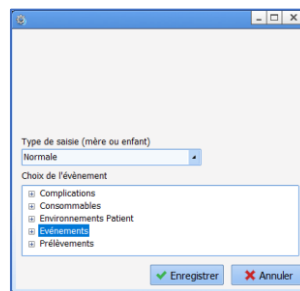 Type de saisie (mère ou enfant)
Normale
Choix de l'évènement
Complications
Consommables
Environnements Patient
Evénements
Prélèvements
Enregistrer
Annuler